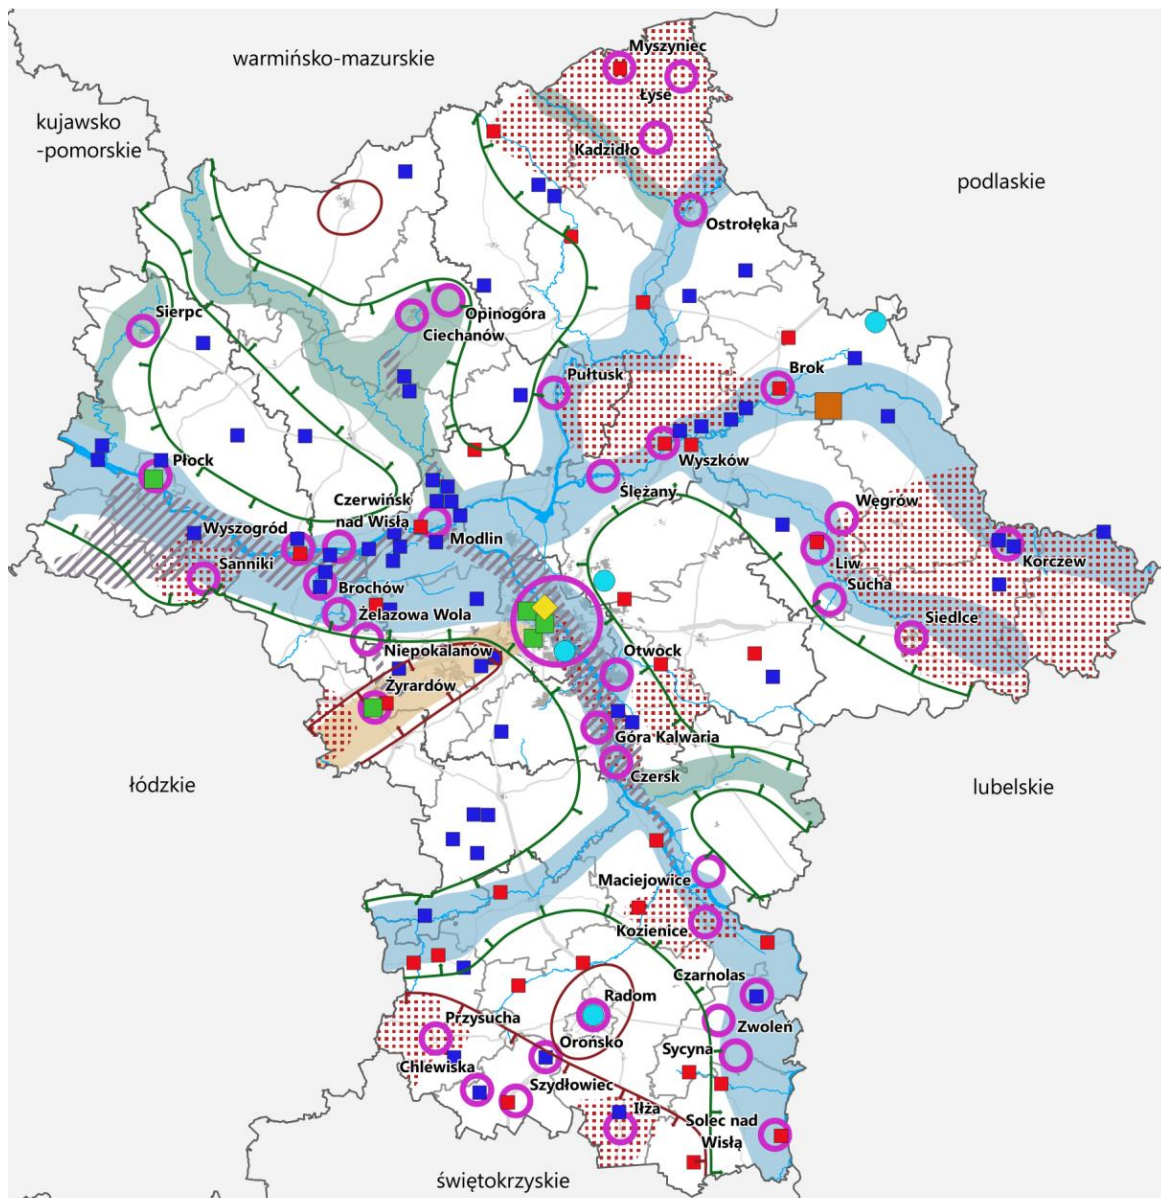 warmińsko-mazurskie
Myszyniec
Łyse
kujawsko
-pomorskie
Kadzidło
podlaskie
Ostrołęka
Sierpc
Opinogóra
Ciechanów
Pułtusk
Brok
Płock
Wyszków
Czerwińsk
nad Wisłą
Ślężany
Węgrów
Wyszogród
Modlin
Sanniki
Liw
Korczew
Brochów
Sucha
Żelazowa Wola
Siedlce
Niepokalanów
Otwock
Żyrardów
Góra Kalwaria
Czersk
łódzkie
lubelskie
Maciejowice
Kozienice
Czarnolas
Radom
Przysucha
Zwoleń
Orońsko
Sycyna
Chlewiska
Szydłowiec
Iłża
Solec nad
Wisłą
świętokrzyskie